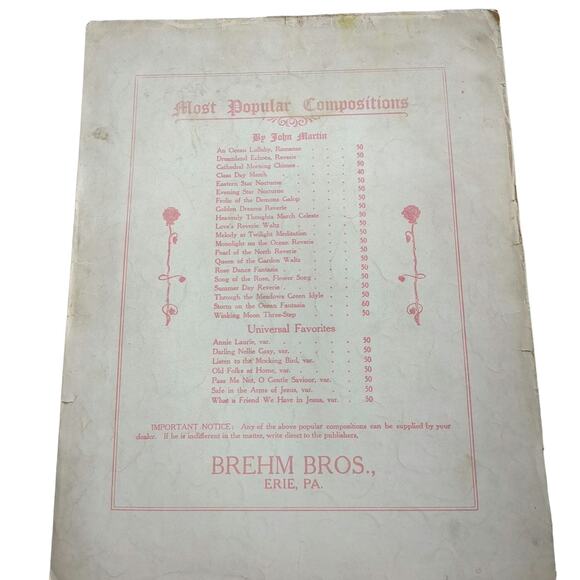 Most Popular Compositions
By John Martin
An Ocean Lullaby, Romanse . . . . 50
Dreamland Echoes, Reverie . . . . 50
Cathedral Morning Chimes . . . . 50
Class Day March . . . . 40
Eastern Star Nocturne . . . . 50
Evening Star Nocturne . . . . 50
Frolic of the Demons Galop . . . . 50
Golden Dreams Reverie . . . . 50
Heavenly Thoughts March Celeste . . . 50
Love's Reverie Waltz . . . . 50
Melody at Twilight Meditation . . . . 50
Monolight on the Ocean Reverie . . . 50
Pearl of the North Reverie . . . . 50
Queen of the Garden Waltz . . . . 50
Rose Dance Fantasia . . . . 50
Song of the Rose, Flower Song . . . . 50
Summer Day Reverie . . . . 50
Through the Meadows Green Idyle . . . 50
Storm on the Ocean Fantasia . . . 60
Winking Moon Three-Step . . . . 50
Universal Favorites
Annie Laurie, var. . . . . 50
Darling Nellie Gray, var. . . . . 50
Listen to the Mocking Bird, var. . . . 50
Old Folks at Home, var. . . . . 50
Pass Me Not, O Gentle Saviour, var. . . . 50
Safe in the Arms of Jesus, var. . . . 50
What a Friend We Have in Jesus, var. . . 50
IMPORTANT NOTICE: Any of the above popular compositions can be supplied by your
dealer. If he is indifferent in the matter, write direct to the publishers,
BREHM BROS.,
ERIE, PA.